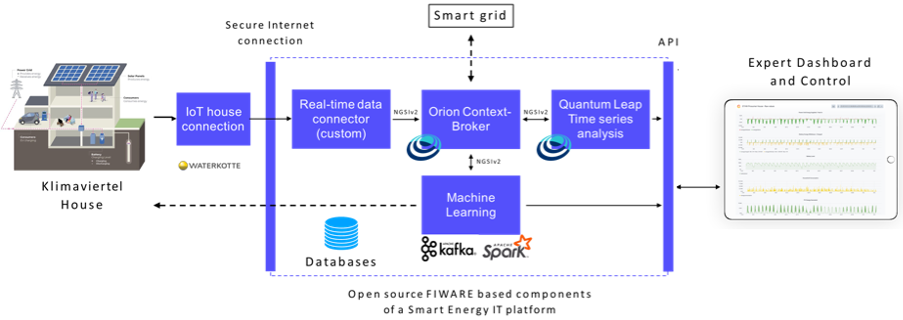 Smart grid
Secure Internet
connection
API
Expert Dashboard
and Control
IoT house
connection
Real-time data
connector
(custom)
NGSIv2
Orion Context-
Broker
NGSIv2
Quantum Leap
Time series
analysis
WATERKOTTE
NGSIv2
Klimaviertel
House
Machine
Learning
Databases
kafka
APACHE
Spark
Open source FIWARE based components
of a Smart Energy IT platform